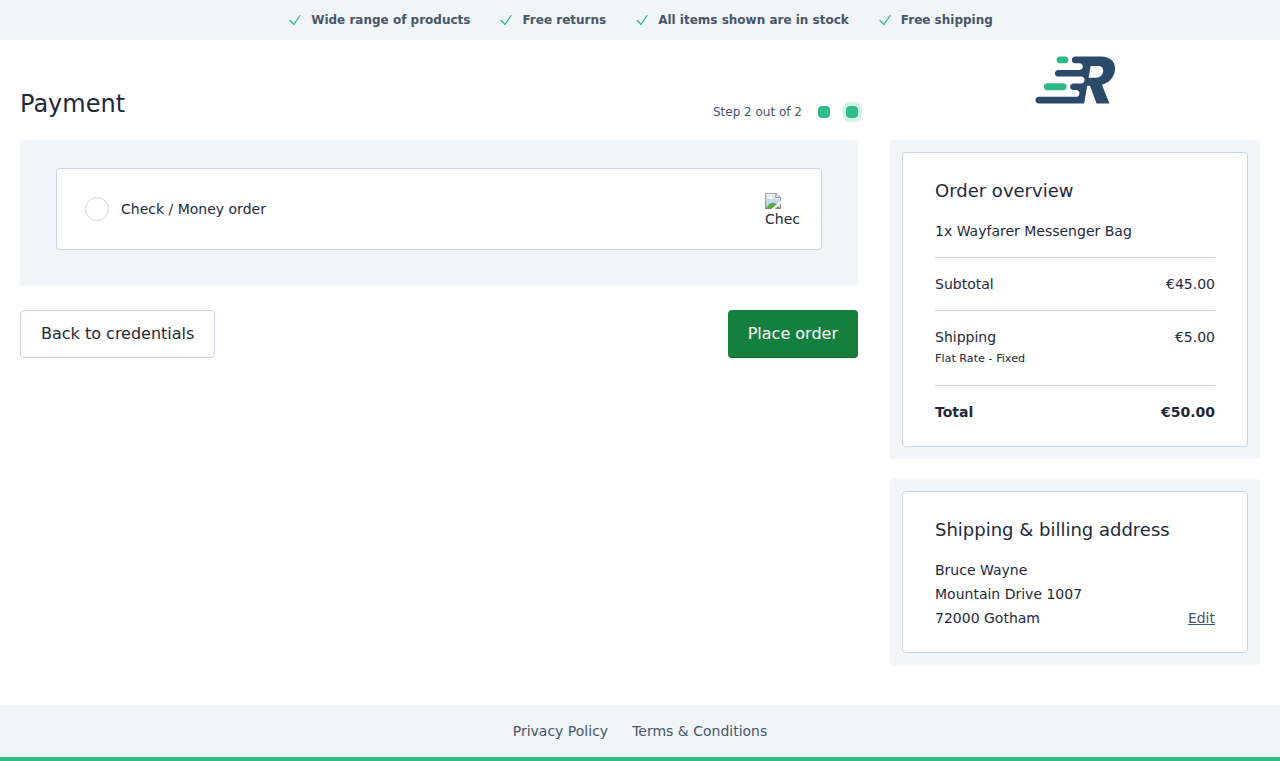 Wide range of products
Free returns
All items shown are in stock
Free shipping
R
Payment
Step 2 out of 2
Check / Money order
Chec
Back to credentials
Place order
Order overview
1x Wayfarer Messenger Bag
Subtotal €45.00
Shipping €5.00
Flat Rate - Fixed
Total €50.00
Shipping & billing address
Bruce Wayne
Mountain Drive 1007
72000 Gotham
Edit
Privacy Policy
Terms & Conditions